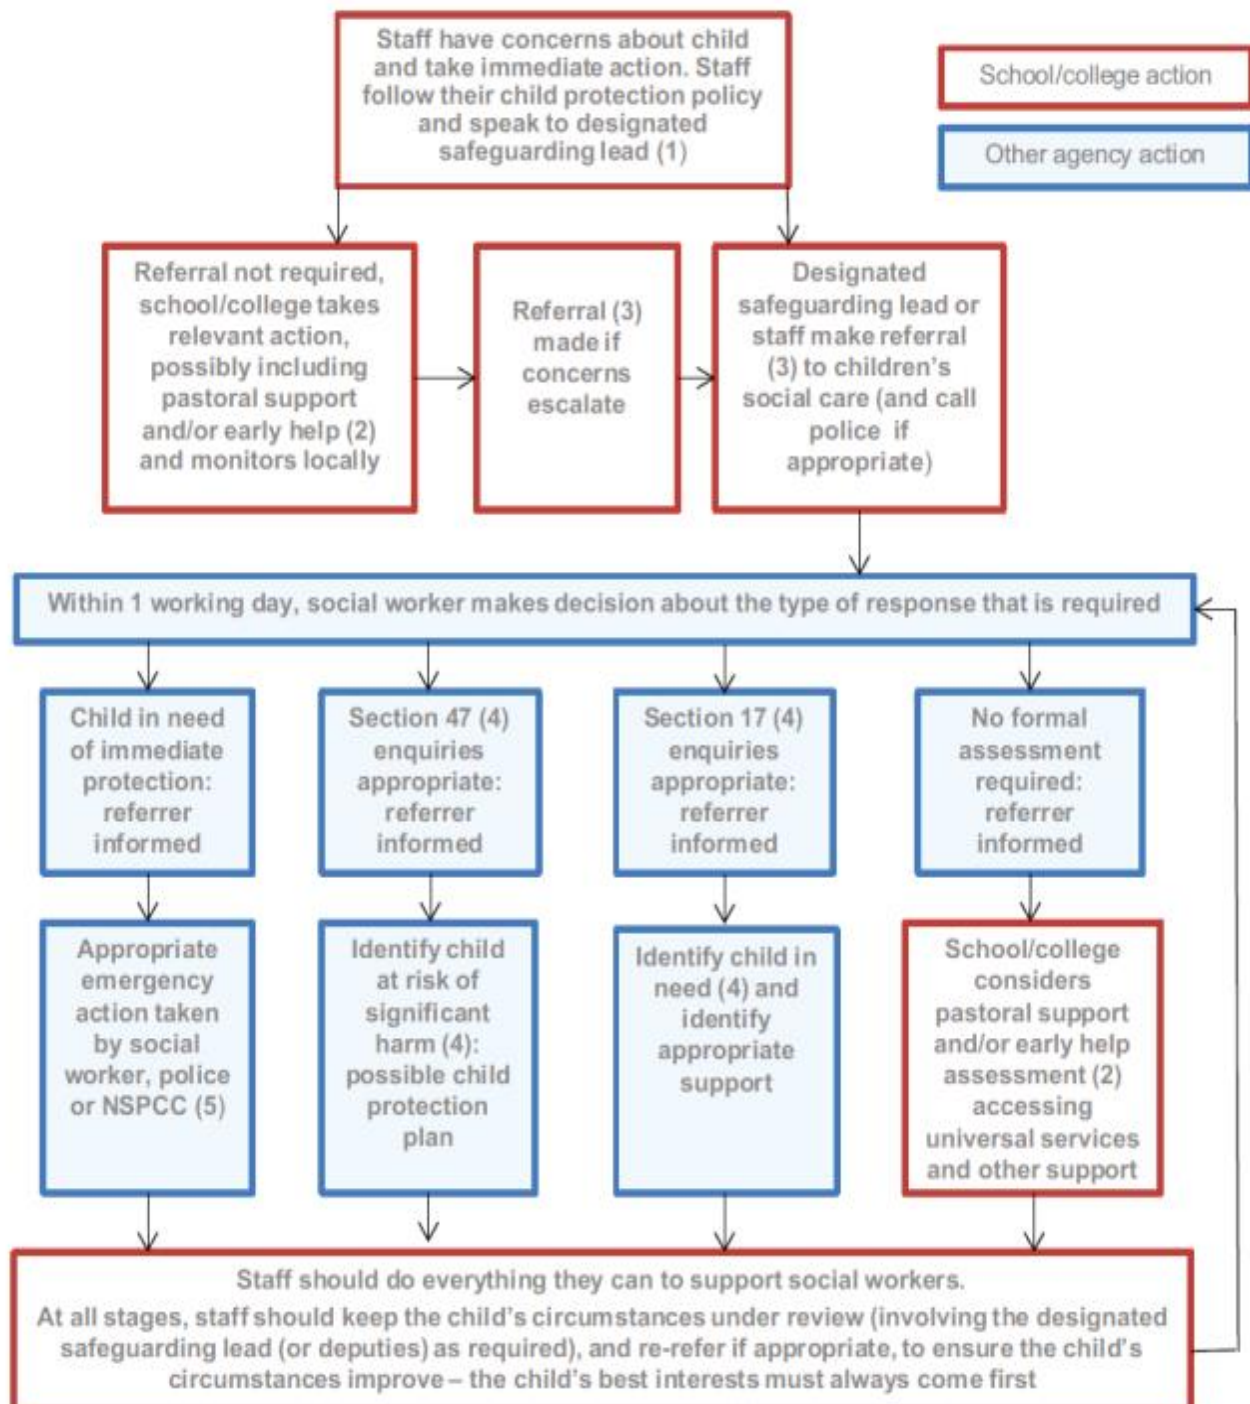 Staff have concerns about child
and take immediate action. Staff
follow their child protection policy
and speak to designated
safeguarding lead (1)
School/college action
Other agency action
Referral not required,
school/college takes
relevant action,
possibly including
pastoral support
and/or early help (2)
and monitors locally
Referral (3)
made if
concerns
escalate
Designated
safeguarding lead or
staff make referral
(3) to children's
social care (and call
police if
appropriate)
Within 1 working day, social worker makes decision about the type of response that is required
Child in need
of immediate
protection:
referrer
informed
Section 47 (4)
enquiries
appropriate:
referrer
informed
Section 17 (4)
enquiries
appropriate:
referrer
informed
No formal
assessment
required:
referrer
informed
Appropriate
emergency
action taken
by social
worker, police
or NSPCC (5)
Identify child
at risk of
significant
harm (4):
possible child
protection
plan
Identify child in
need (4) and
identify
appropriate
support
School/college
considers
pastoral support
and/or early help
assessment (2)
accessing
universal services
and other support
Staff should do everything they can to support social workers.
At all stages, staff should keep the child's circumstances under review (involving the designated
safeguarding lead (or deputies) as required), and re-refer if appropriate, to ensure the child's
circumstances improve – the child's best interests must always come first